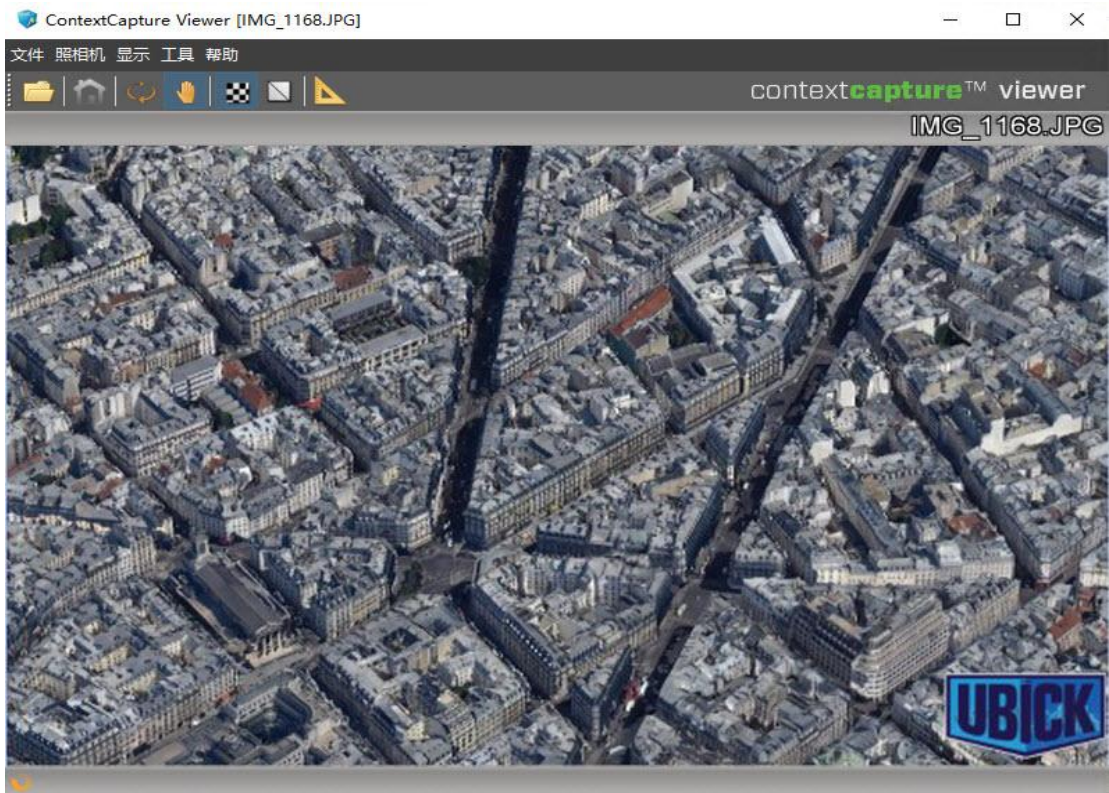 ContextCapture Viewer [IMG_1168.JPG]
文件 照相机 显示 工具 帮助
contextcapture™ viewer
IMG_1168.JPG
UBICK